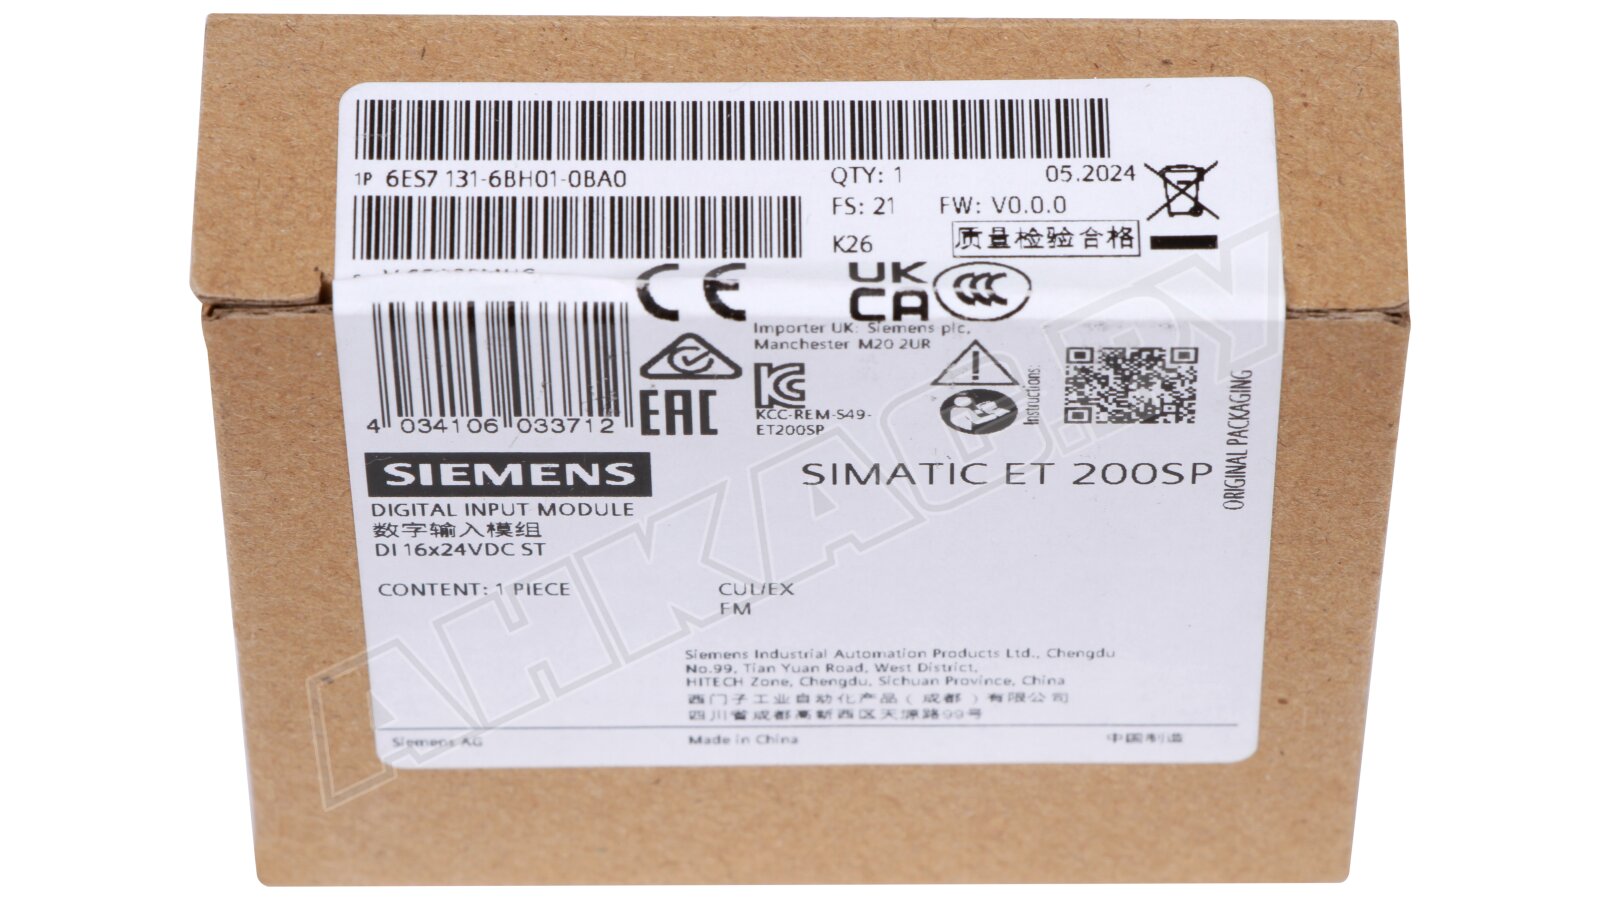 1P 6ES7 131-6BH01-0BA0
QTY: 1 05.2024
FS: 21 FW: V0.0.0
K26 质量检验合格
CE
UK
CA
CCC
Importer UK: Siemens plc,
Manchester M20 2UR
EAC
KC
KCC-REM-S49-
ET200SP
Instructions:
ORIGINAL PACKAGING
4 034106 033712
SIEMENS
SIMATIC ET 200SP
DIGITAL INPUT MODULE
数字输入模组
DI 16x24VDC ST
CONTENT: 1 PIECE
CUL/EX
FM
Siemens Industrial Automation Products Ltd., Chengdu
No.99, Tian Yuan Road, West District,
HITECH Zone, Chengdu, Sichuan Province, China
西门子工业自动化产品(成都)有限公司
四川省成都高新西区天源路99号
Siemens AG Made in China 中国制造
АНКАС.РУ